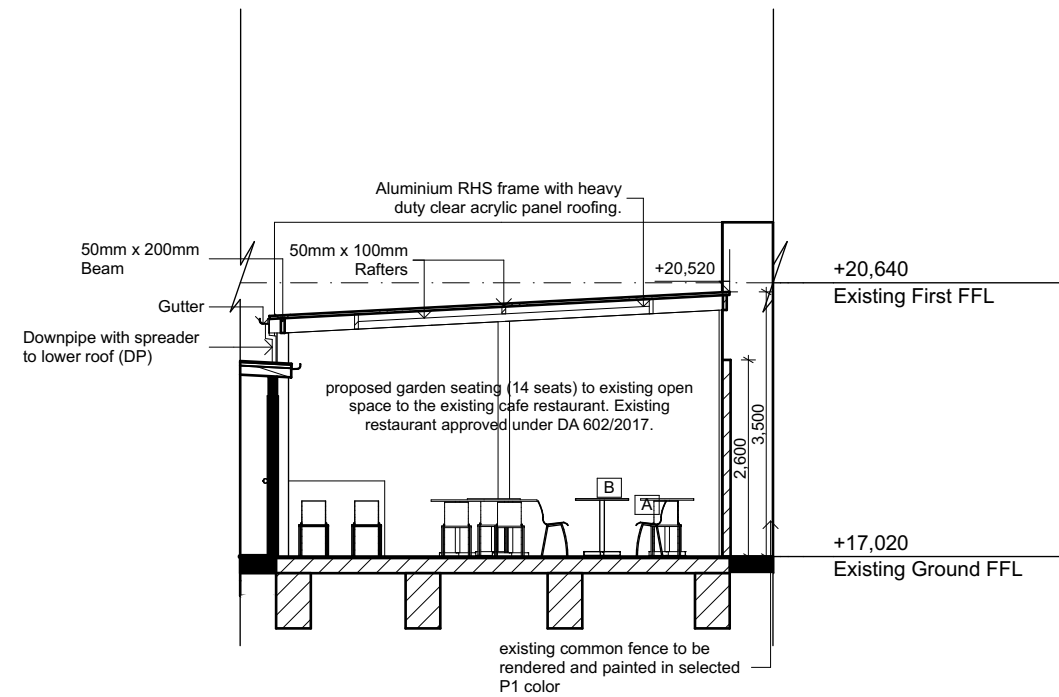 Aluminium RHS frame with heavy
duty clear acrylic panel roofing.
50mm x 200mm
Beam
50mm x 100mm
Rafters
+20,520
+20,640
Existing First FFL
Gutter
Downpipe with spreader
to lower roof (DP)
proposed garden seating (14 seats) to existing open
space to the existing cafe restaurant. Existing
restaurant approved under DA 602/2017.
2,600
3,500
B
A
+17,020
Existing Ground FFL
existing common fence to be
rendered and painted in selected
P1 color